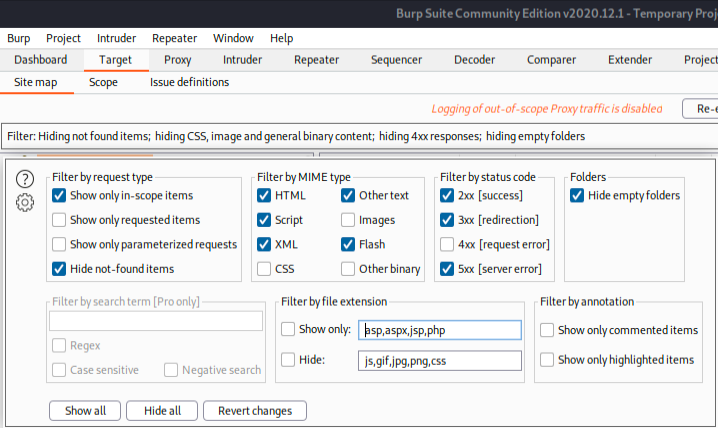 Burp Suite Community Edition v2020.12.1 - Temporary Proj
Burp Project Intruder Repeater Window Help
Dashboard Target Proxy Intruder Repeater Sequencer Decoder Comparer Extender Project
Site map Scope Issue definitions
Logging of out-of-scope Proxy traffic is disabled Re-e
Filter: Hiding not found items; hiding CSS, image and general binary content; hiding 4xx responses; hiding empty folders
? Filter by request type Filter by MIME type Filter by status code Folders
Show only in-scope items HTML Other text 2xx [success] Hide empty folders
Show only requested items Script Images 3xx [redirection]
Show only parameterized requests XML Flash 4xx [request error]
Hide not-found items CSS Other binary 5xx [server error]
Filter by search term [Pro only] Filter by file extension Filter by annotation
Show only: asp,aspx,jsp,php Show only commented items
Regex
Hide: js,gif,jpg,png,css Show only highlighted items
Case sensitive Negative search
Show all Hide all Revert changes